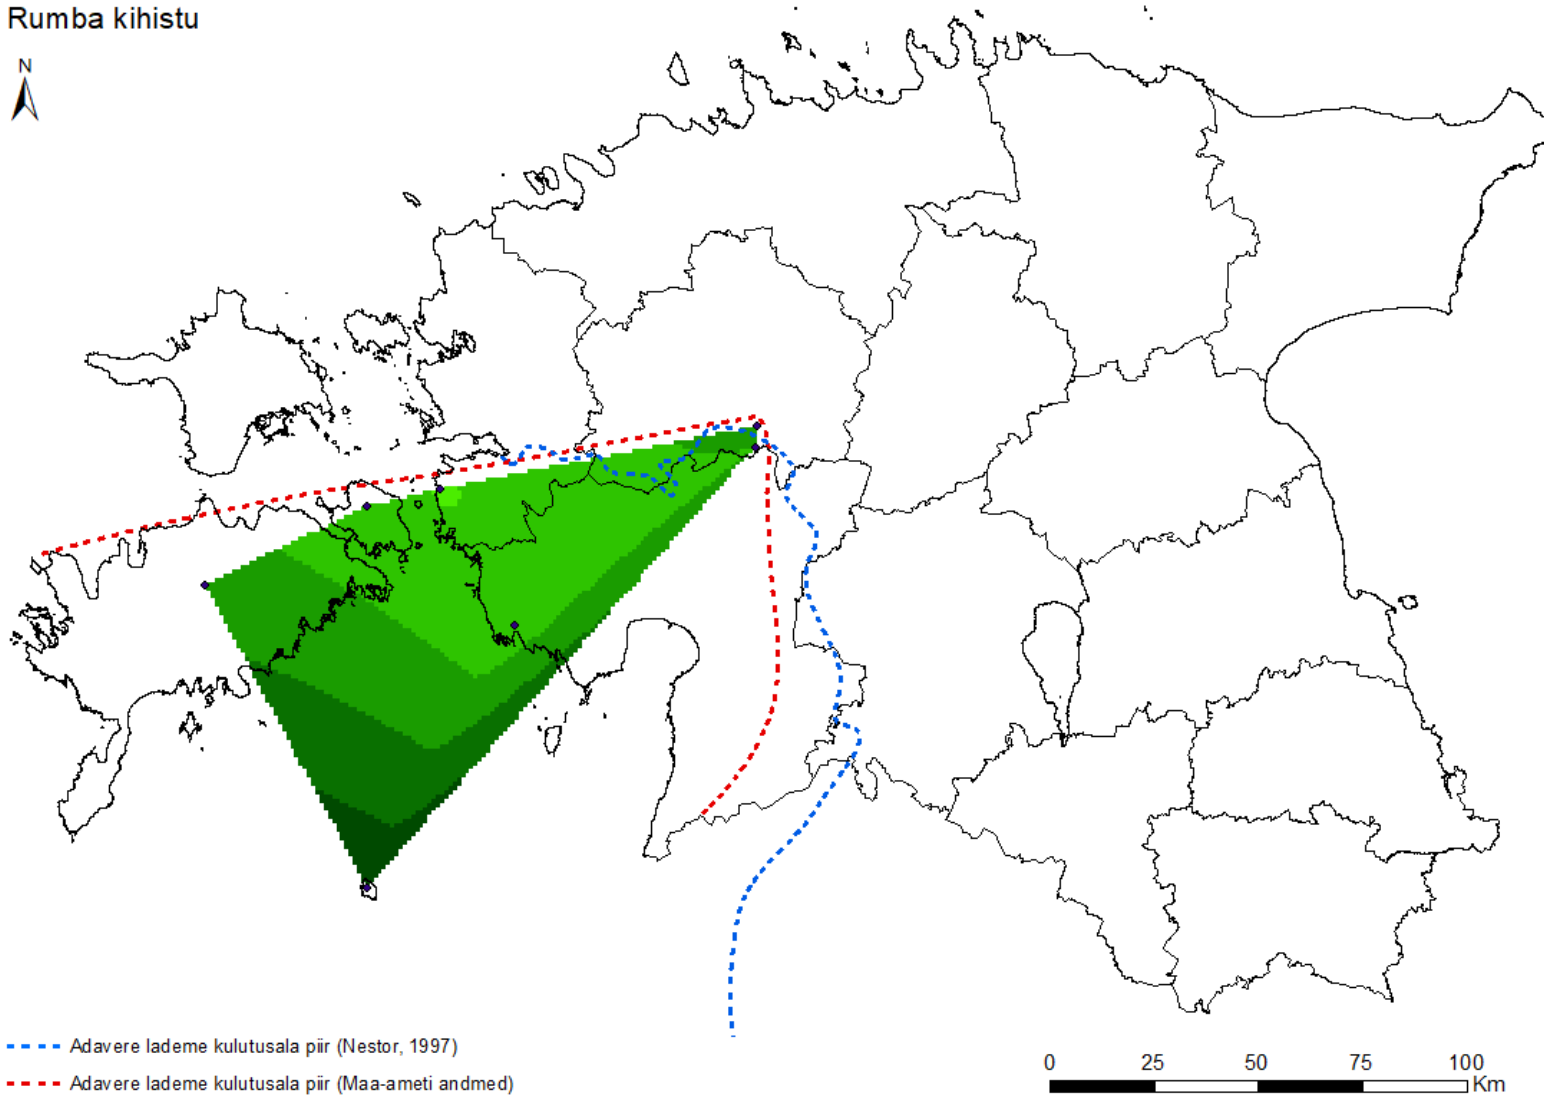 Rumba kihistu
N
Adavere lademe kulutusala piir (Nestor, 1997)
Adavere lademe kulutusala piir (Maa-ameti andmed)
0 25 50 75 100
Km